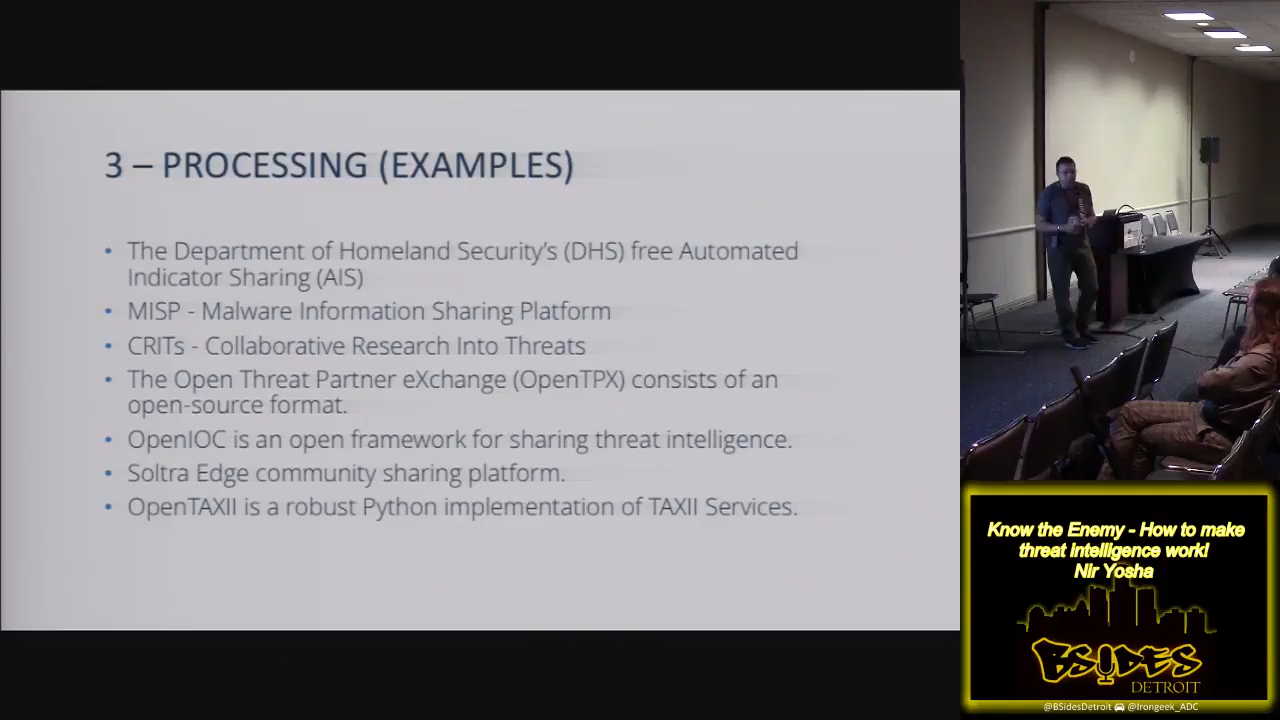 3 – PROCESSING (EXAMPLES)
• The Department of Homeland Security's (DHS) free Automated
Indicator Sharing (AIS)
• MISP - Malware Information Sharing Platform
• CRITs - Collaborative Research Into Threats
• The Open Threat Partner eXchange (OpenTPX) consists of an
open-source format.
• OpenIOC is an open framework for sharing threat intelligence.
• Soltra Edge community sharing platform.
• OpenTAXII is a robust Python implementation of TAXII Services.
Know the Enemy - How to make
threat intelligence work!
Nir Yosha
BSIDES
DETROIT
@BSidesDetroit @Irongeek_ADC